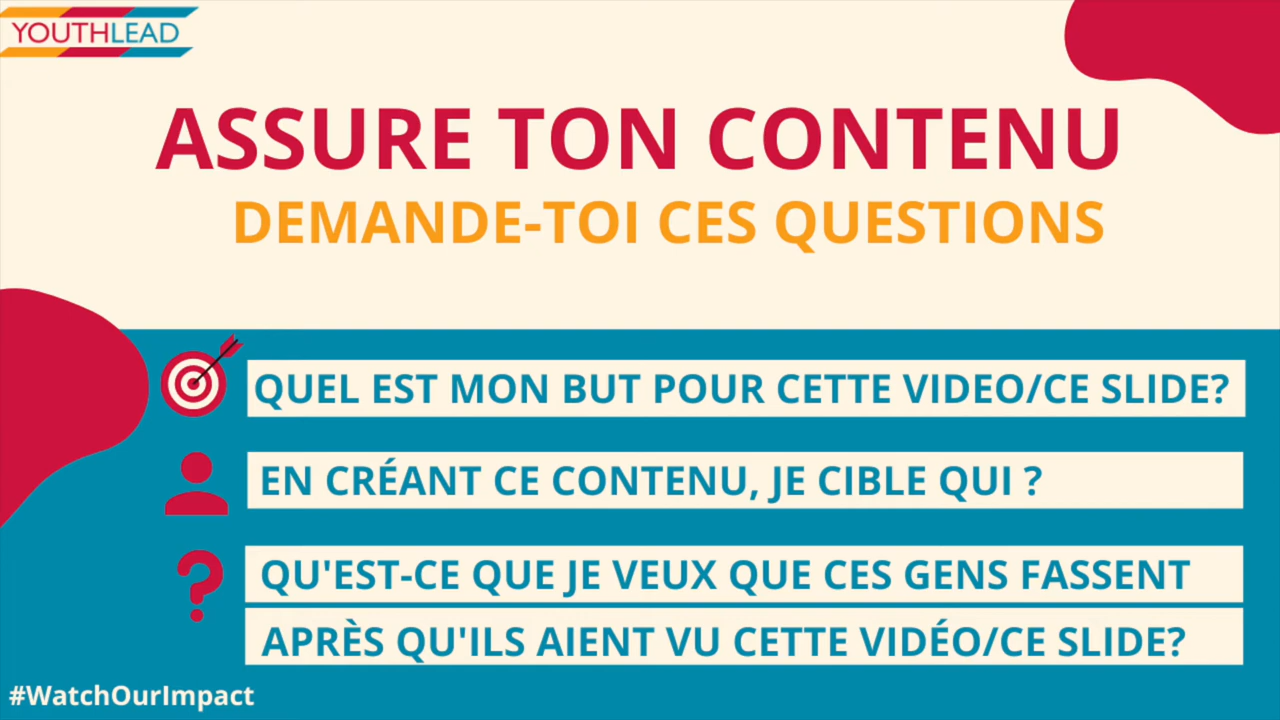 YOUTHLEAD
ASSURE TON CONTENU
DEMANDE-TOI CES QUESTIONS
QUEL EST MON BUT POUR CETTE VIDEO/CE SLIDE?
EN CRÉANT CE CONTENU, JE CIBLE QUI ?
QU'EST-CE QUE JE VEUX QUE CES GENS FASSENT
APRÈS QU'ILS AIENT VU CETTE VIDÉO/CE SLIDE?
#WatchOurImpact